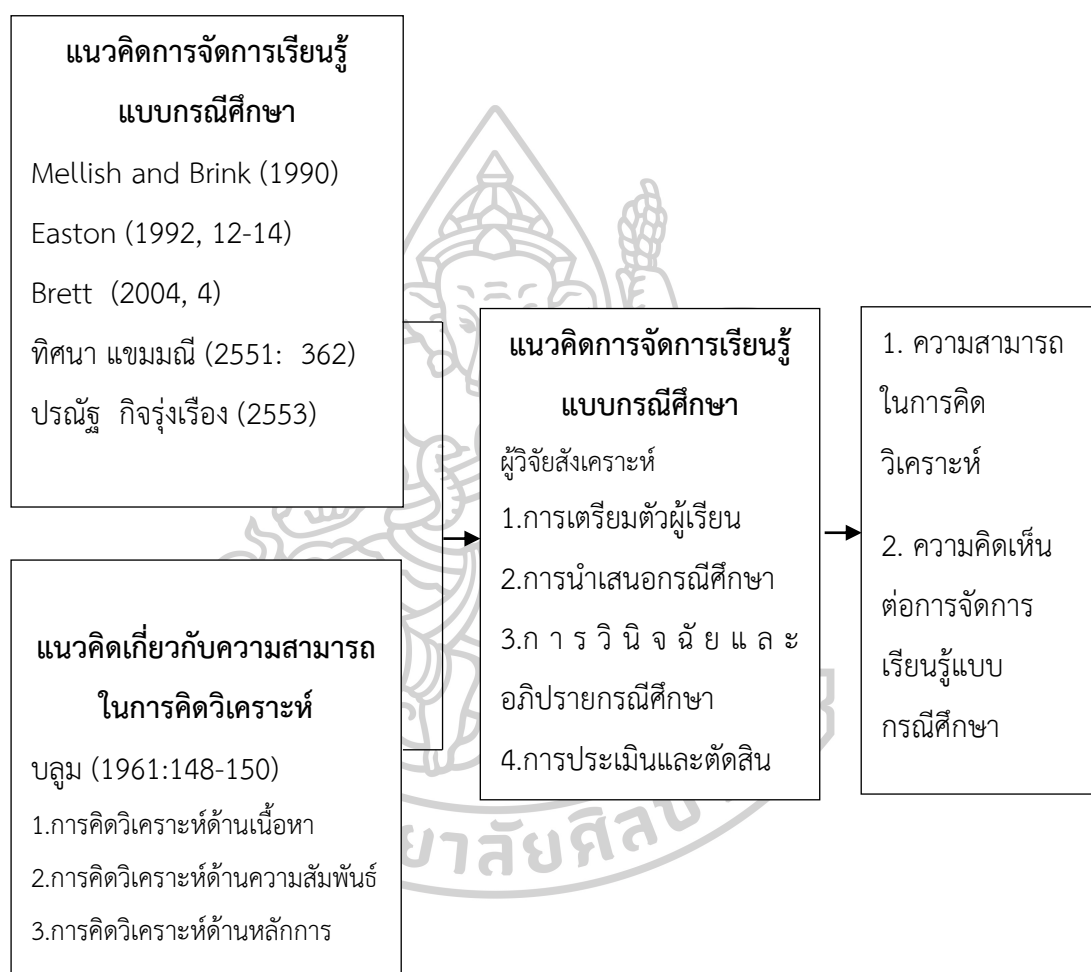 แนวคิดการจัดการเรียนรู้
แบบกรณีศึกษา
Mellish and Brink (1990)
Easton (1992, 12-14)
Brett (2004, 4)
ทิศนา แขมมณี (2551: 362)
ปรณัฐ กิจรุ่งเรือง (2553)
แนวคิดเกี่ยวกับความสามารถ
ในการคิดวิเคราะห์
บลูม (1961:148-150)
1.การคิดวิเคราะห์ด้านเนื้อหา
2.การคิดวิเคราะห์ด้านความสัมพันธ์
3.การคิดวิเคราะห์ด้านหลักการ
แนวคิดการจัดการเรียนรู้
แบบกรณีศึกษา
ผู้วิจัยสังเคราะห์
1.การเตรียมตัวผู้เรียน
2.การนำเสนอกรณีศึกษา
3.ก า ร วิ นิ จ ฉั ย แ ล ะ
อภิปรายกรณีศึกษา
4.การประเมินและตัดสิน
1. ความสามารถ
ในการคิด
วิเคราะห์
2. ความคิดเห็น
ต่อการจัดการ
เรียนรู้แบบ
กรณีศึกษา